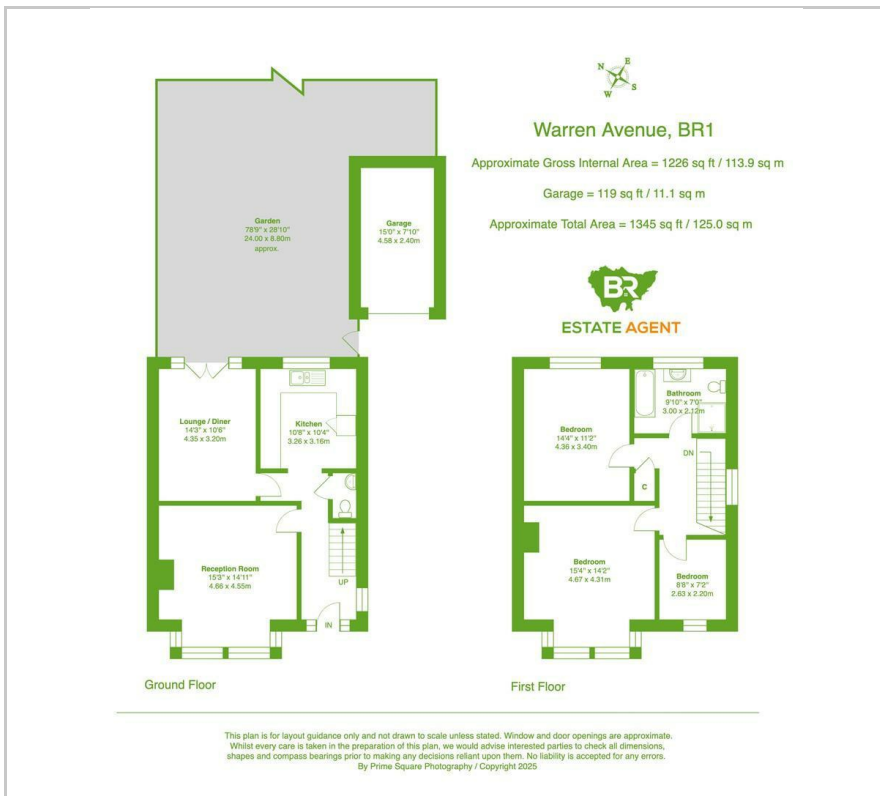 N E
W S
Warren Avenue, BR1
Approximate Gross Internal Area = 1226 sq ft / 113.9 sq m
Garage = 119 sq ft / 11.1 sq m
Approximate Total Area = 1345 sq ft / 125.0 sq m
BR
ESTATE AGENT
Garden
78'9" x 28'10"
24.00 x 8.80m
approx.
Garage
15'0" x 7'10"
4.58 x 2.40m
Lounge / Diner
14'3" x 10'6"
4.35 x 3.20m
Kitchen
10'8" x 10'4"
3.26 x 3.16m
Reception Room
15'3" x 14'11"
4.66 x 4.55m
UP
IN
Ground Floor
Bedroom
14'4" x 11'2"
4.36 x 3.40m
Bathroom
9'10" x 7'0"
3.00 x 2.12m
DN
C
Bedroom
15'4" x 14'2"
4.67 x 4.31m
Bedroom
8'8" x 7'2"
2.63 x 2.20m
First Floor
This plan is for layout guidance only and not drawn to scale unless stated. Window and door openings are approximate.
Whilst every care is taken in the preparation of this plan, we would advise interested parties to check all dimensions,
shapes and compass bearings prior to making any decisions reliant upon them. No liability is accepted for any errors.
By Prime Square Photography / Copyright 2025